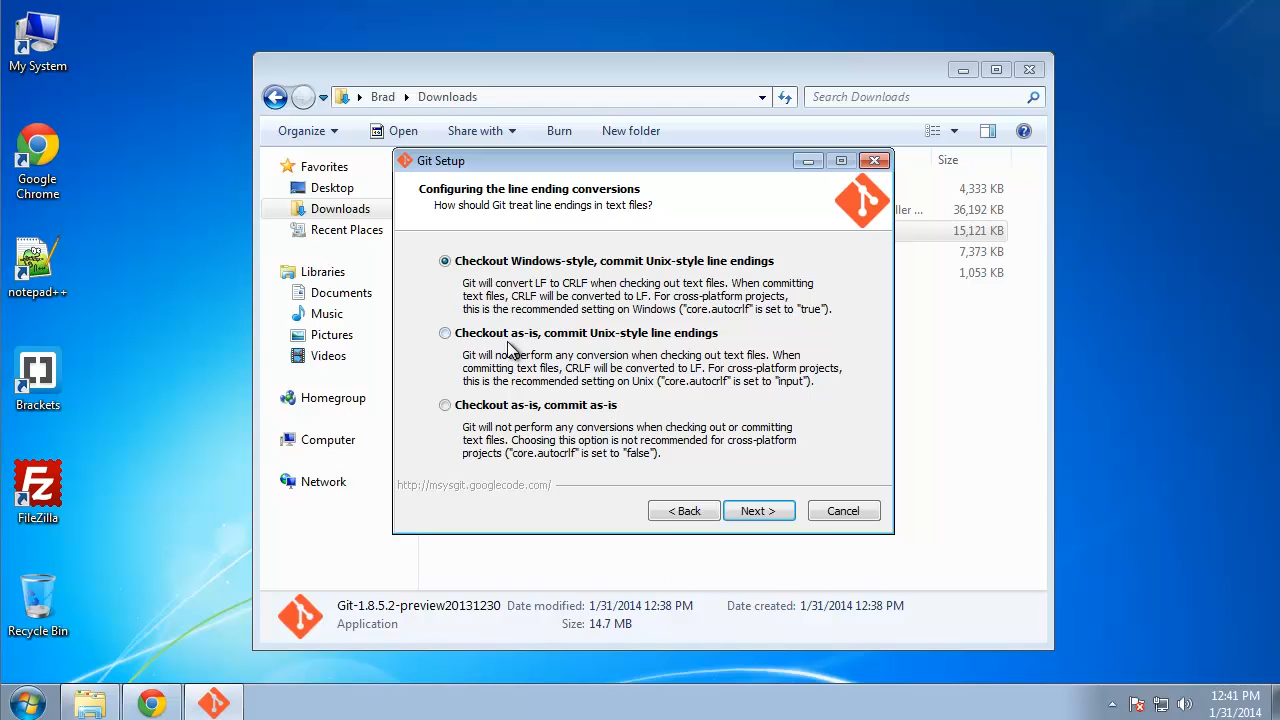 My System
Google
Chrome
notepad++
Brackets
FileZilla
Recycle Bin
Brad
Downloads
Search Downloads
Organize
Open
Share with
Burn
New folder
Favorites
Desktop
Downloads
Recent Places
Libraries
Documents
Music
Pictures
Videos
Homegroup
Computer
Network
Size
4,333 KB
ller ... 36,192 KB
15,121 KB
7,373 KB
1,053 KB
Git Setup
Configuring the line ending conversions
How should Git treat line endings in text files?
Checkout Windows-style, commit Unix-style line endings
Git will convert LF to CRLF when checking out text files. When committing
text files, CRLF will be converted to LF. For cross-platform projects,
this is the recommended setting on Windows ("core.autocrlf" is set to "true").
Checkout as-is, commit Unix-style line endings
Git will not perform any conversion when checking out text files. When
committing text files, CRLF will be converted to LF. For cross-platform projects,
this is the recommended setting on Unix ("core.autocrlf" is set to "input").
Checkout as-is, commit as-is
Git will not perform any conversions when checking out or committing
text files. Choosing this option is not recommended for cross-platform
projects ("core.autocrlf" is set to "false").
http://msysgit.googlecode.com/
< Back
Next >
Cancel
Git-1.8.5.2-preview20131230 Date modified: 1/31/2014 12:38 PM Date created: 1/31/2014 12:38 PM
Application Size: 14.7 MB
12:41 PM
1/31/2014